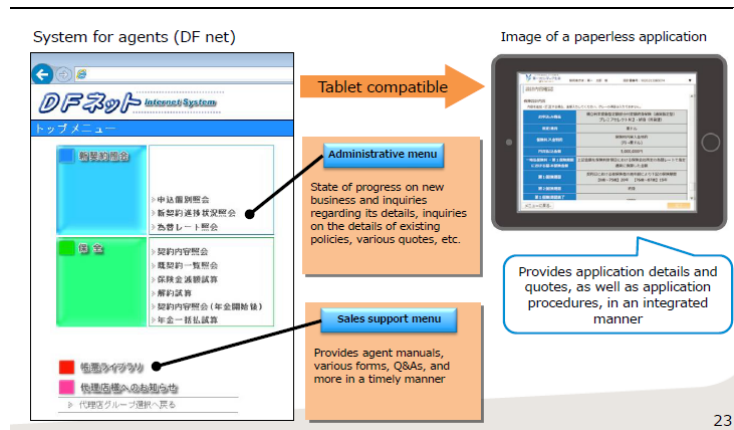 System for agents (DF net)
Image of a paperless application
DFネット Interact System
トップメニュー
新契約照会
申込個別照会
新契約進捗状況照会
為替レート照会
保全
契約内容照会
既契約一覧照会
保険金減額試算
解約試算
契約内容照会(年金開始後)
年金一括払試算
帳票ライブラリ
代理店様へのお知らせ
代理店グループ選択へ戻る
Tablet compatible
Administrative menu
State of progress on new
business and inquiries
regarding its details, inquiries
on the details of existing
policies, various quotes, etc.
Sales support menu
Provides agent manuals,
various forms, Q&As, and
more in a timely manner
Provides application details and
quotes, as well as application
procedures, in an integrated
manner
23